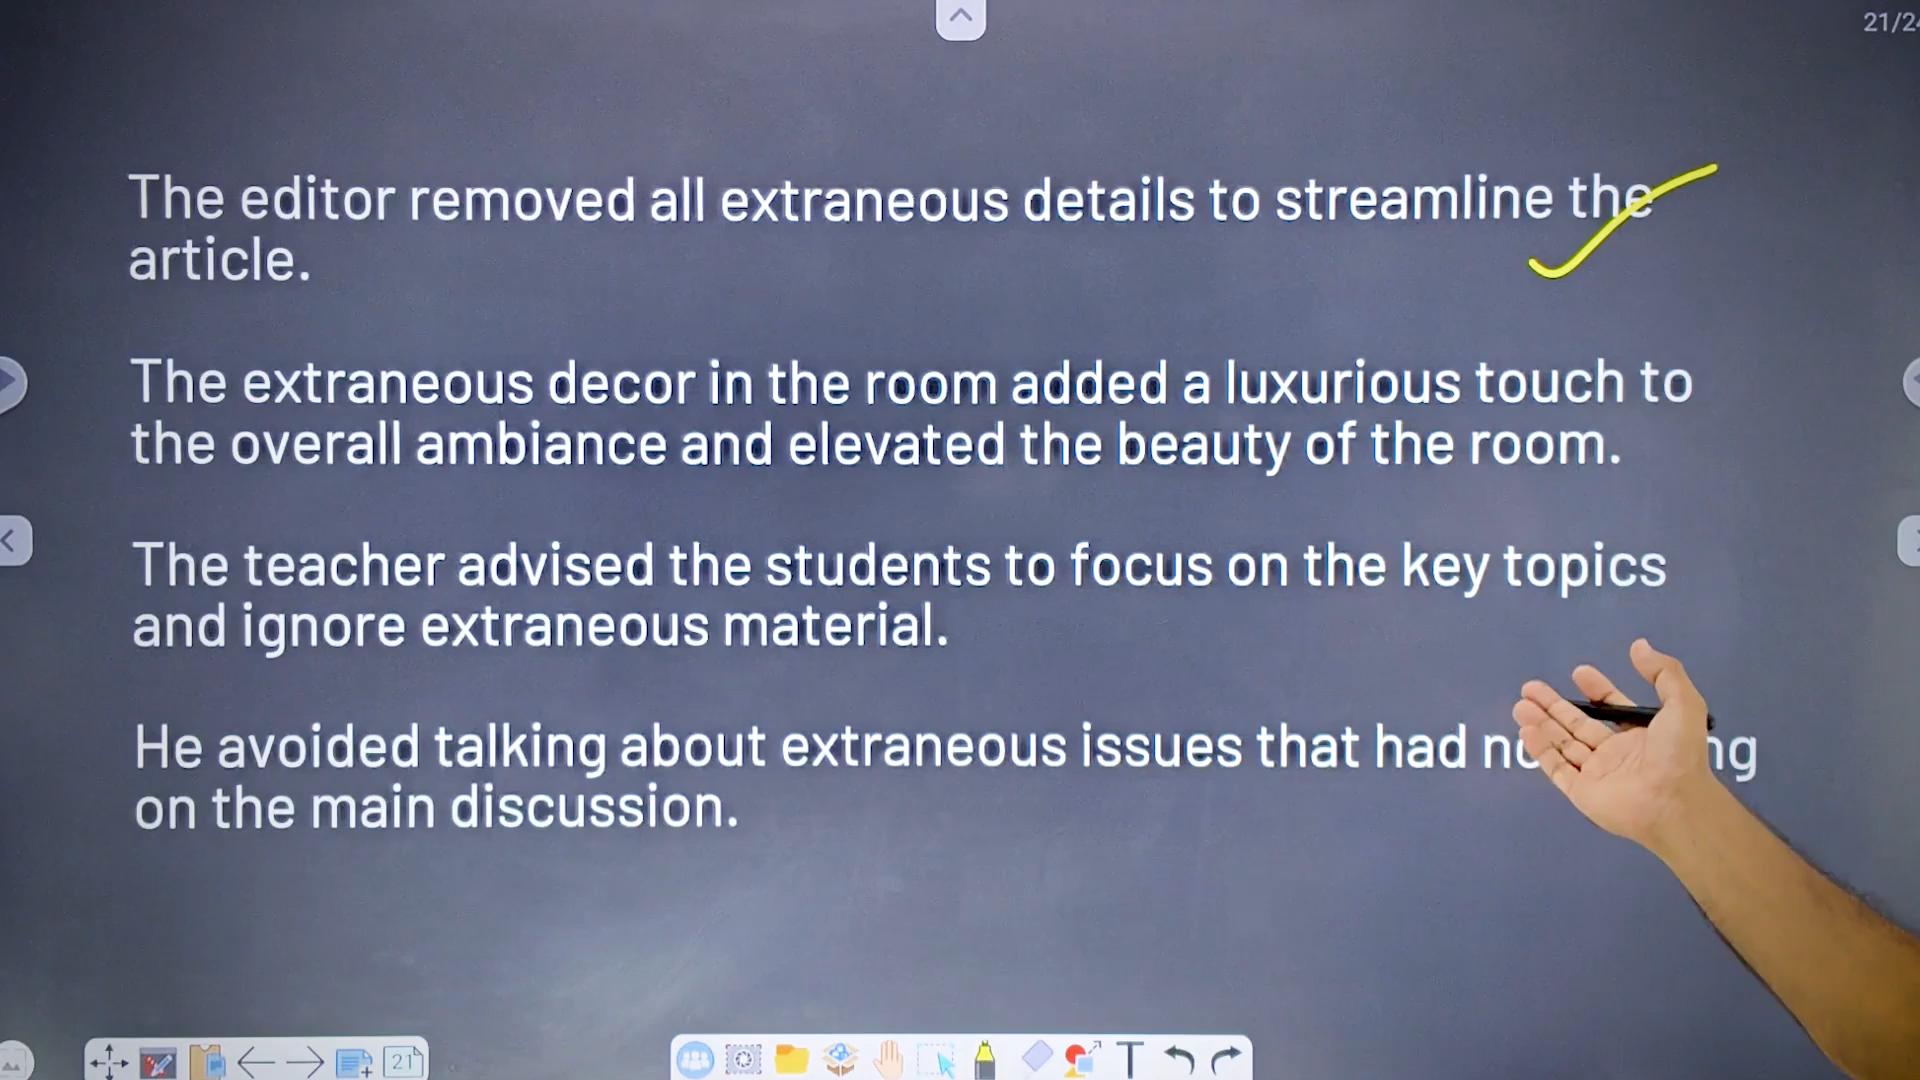 21/2
The editor removed all extraneous details to streamline the
article.
The extraneous decor in the room added a luxurious touch to
the overall ambiance and elevated the beauty of the room.
The teacher advised the students to focus on the key topics
and ignore extraneous material.
He avoided talking about extraneous issues that had
on the main discussion.
21
T